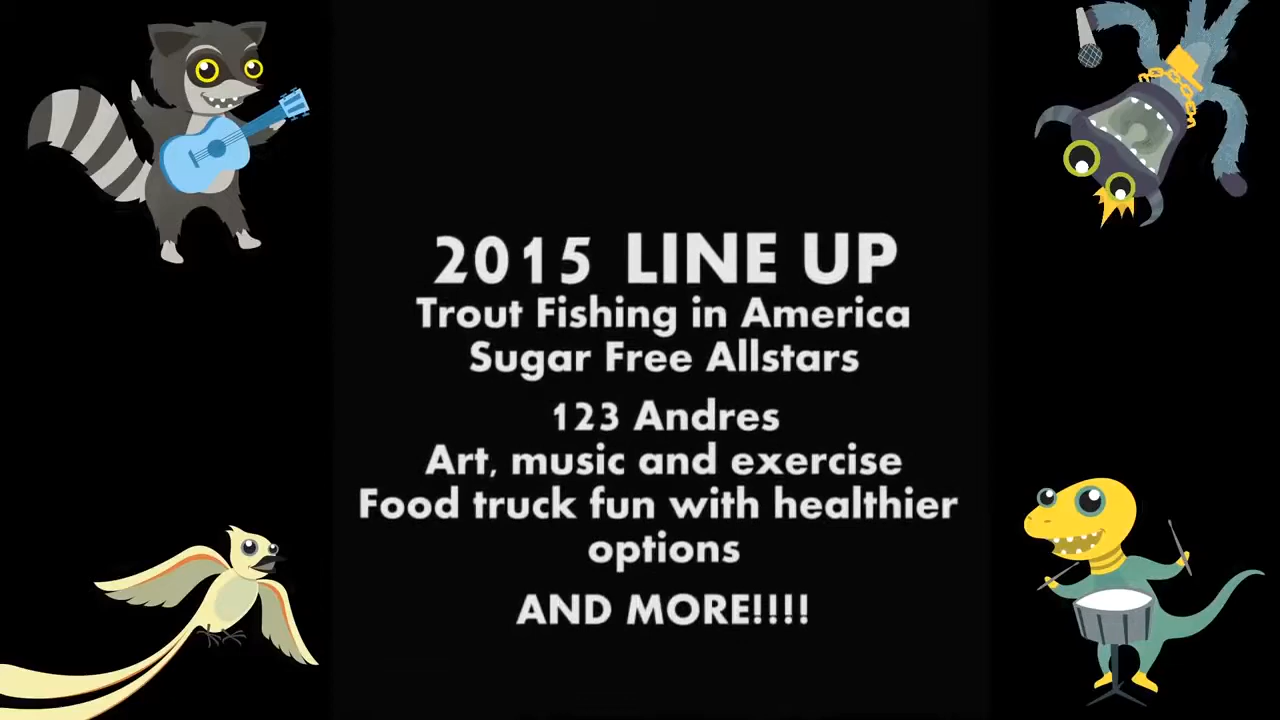 2015 LINE UP
Trout Fishing in America
Sugar Free Allstars
123 Andres
Art, music and exercise
Food truck fun with healthier
options
AND MORE!!!!